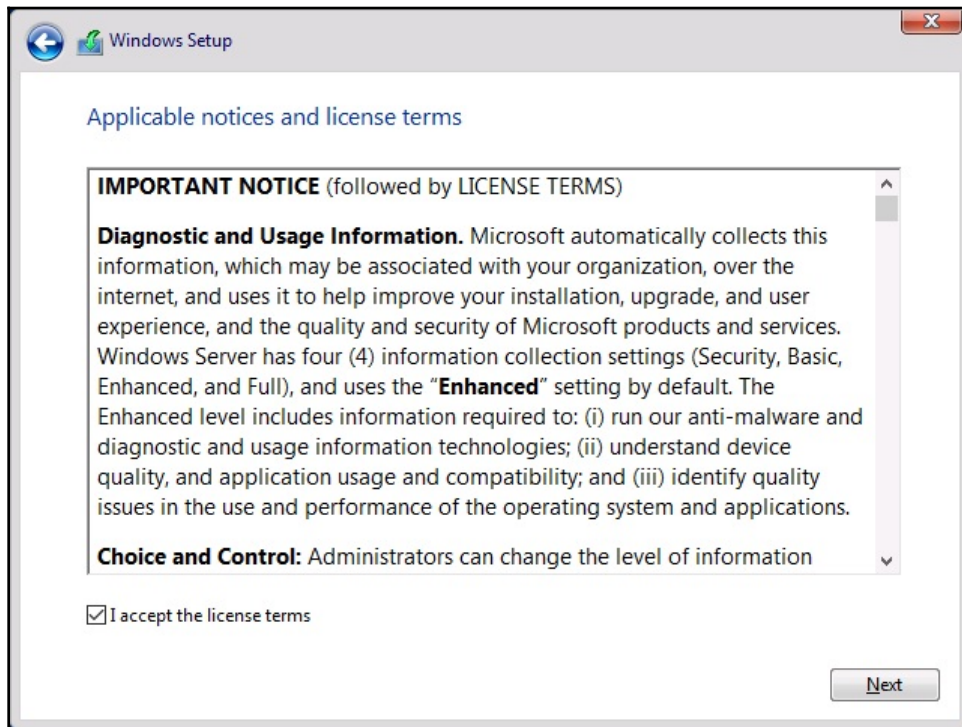 Windows Setup
Applicable notices and license terms
IMPORTANT NOTICE (followed by LICENSE TERMS)
Diagnostic and Usage Information. Microsoft automatically collects this
information, which may be associated with your organization, over the
internet, and uses it to help improve your installation, upgrade, and user
experience, and the quality and security of Microsoft products and services.
Windows Server has four (4) information collection settings (Security, Basic,
Enhanced, and Full), and uses the “Enhanced” setting by default. The
Enhanced level includes information required to: (i) run our anti-malware and
diagnostic and usage information technologies; (ii) understand device
quality, and application usage and compatibility; and (iii) identify quality
issues in the use and performance of the operating system and applications.
Choice and Control: Administrators can change the level of information
I accept the license terms
Next